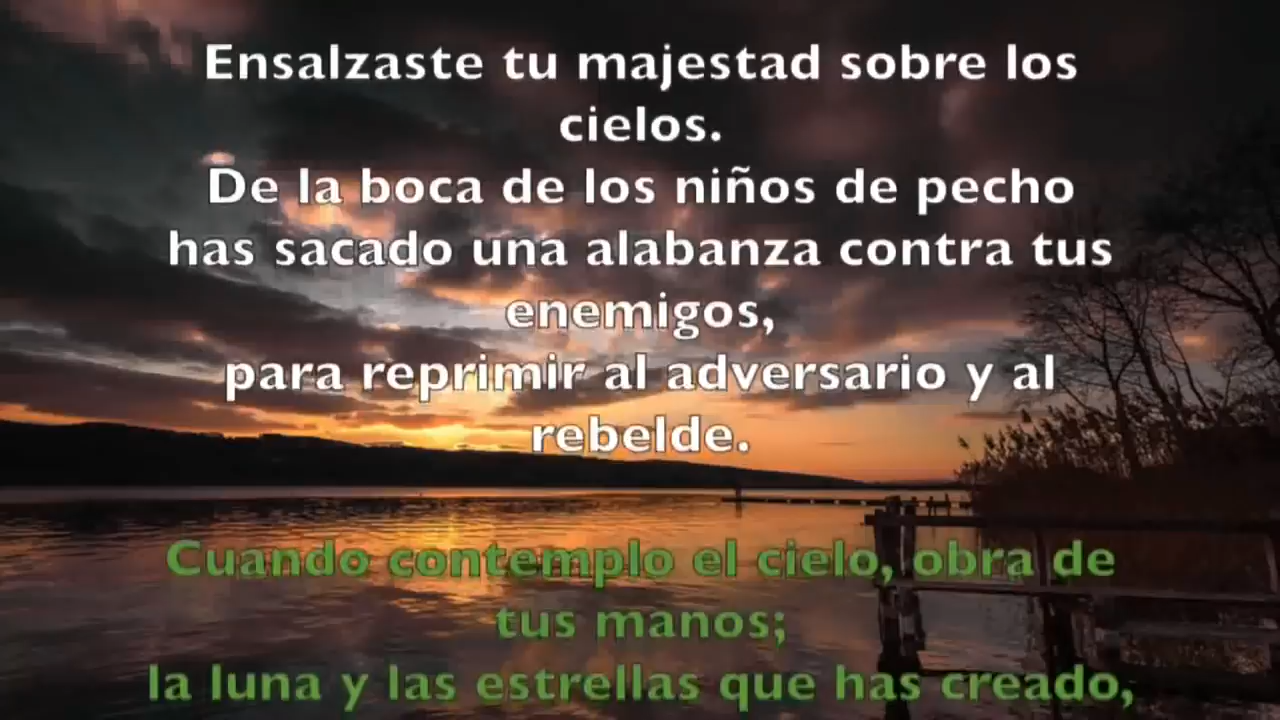 Ensalzaste tu majestad sobre los
cielos.
De la boca de los niños de pecho
has sacado una alabanza contra tus
enemigos,
para reprimir al adversario y al
rebelde.
Cuando contemplo el cielo, obra de
tus manos;
la luna y las estrellas que has creado,